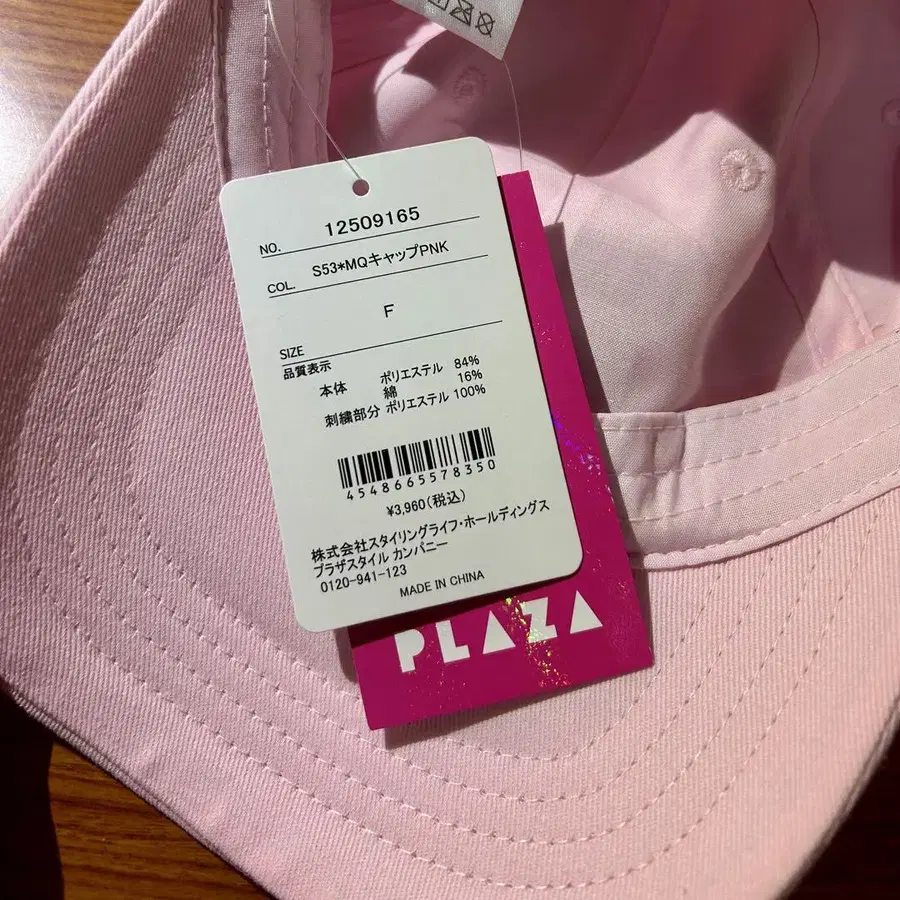 NO. 12509165
COL. S53*MQキャップPNK
SIZE F
品質表示
本体 ポリエステル 84%
綿 16%
刺繍部分 ポリエステル 100%
4548665578350
¥3,960(税込)
株式会社スタイリングライフ・ホールディングス
プラザスタイル カンパニー
0120-941-123
MADE IN CHINA
PLAZA